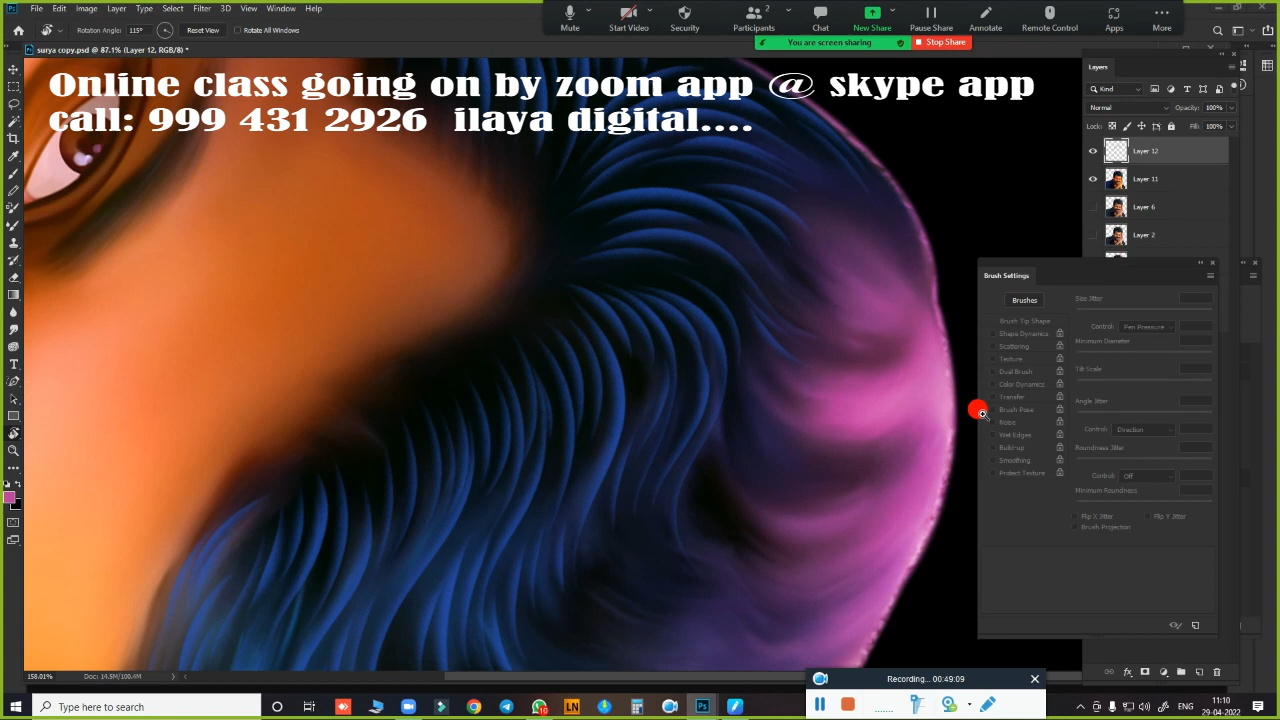 File Edit Image Layer Type Select Filter 3D View Window Help
Mute Start Video Security Participants 2 Chat New Share Pause Share Annotate Remote Control Apps More
Rotation Angle: 115° Reset View Rotate All Windows
You are screen sharing Stop Share
surya copy.psd @ 87.1% (Layer 12, RGB/8) *
Online class going on by zoom app @ skype app
call: 999 431 2926 ilaya digital....
Layers
Kind
Normal Opacity: 100%
Lock: Fill: 100%
Layer 12
Layer 11
Layer 6
Layer 2
Brush Settings
Brushes Size Jitter
Brush Tip Shape
Control: Pen Pressure
Shape Dynamics
Minimum Diameter
Scattering
Texture
Tilt Scale
Dual Brush
Color Dynamics
Transfer
Angle Jitter
Brush Pose
Noise
Control: Direction
Wet Edges
Build-up
Roundness Jitter
Smoothing
Protect Texture
Control: Off
Minimum Roundness
Flip X Jitter Flip Y Jitter
Brush Projection
158.01% Doc: 14.5M/100.4M
Recording... 00:49:09
Type here to search
ENG
11:10
29-04-2022